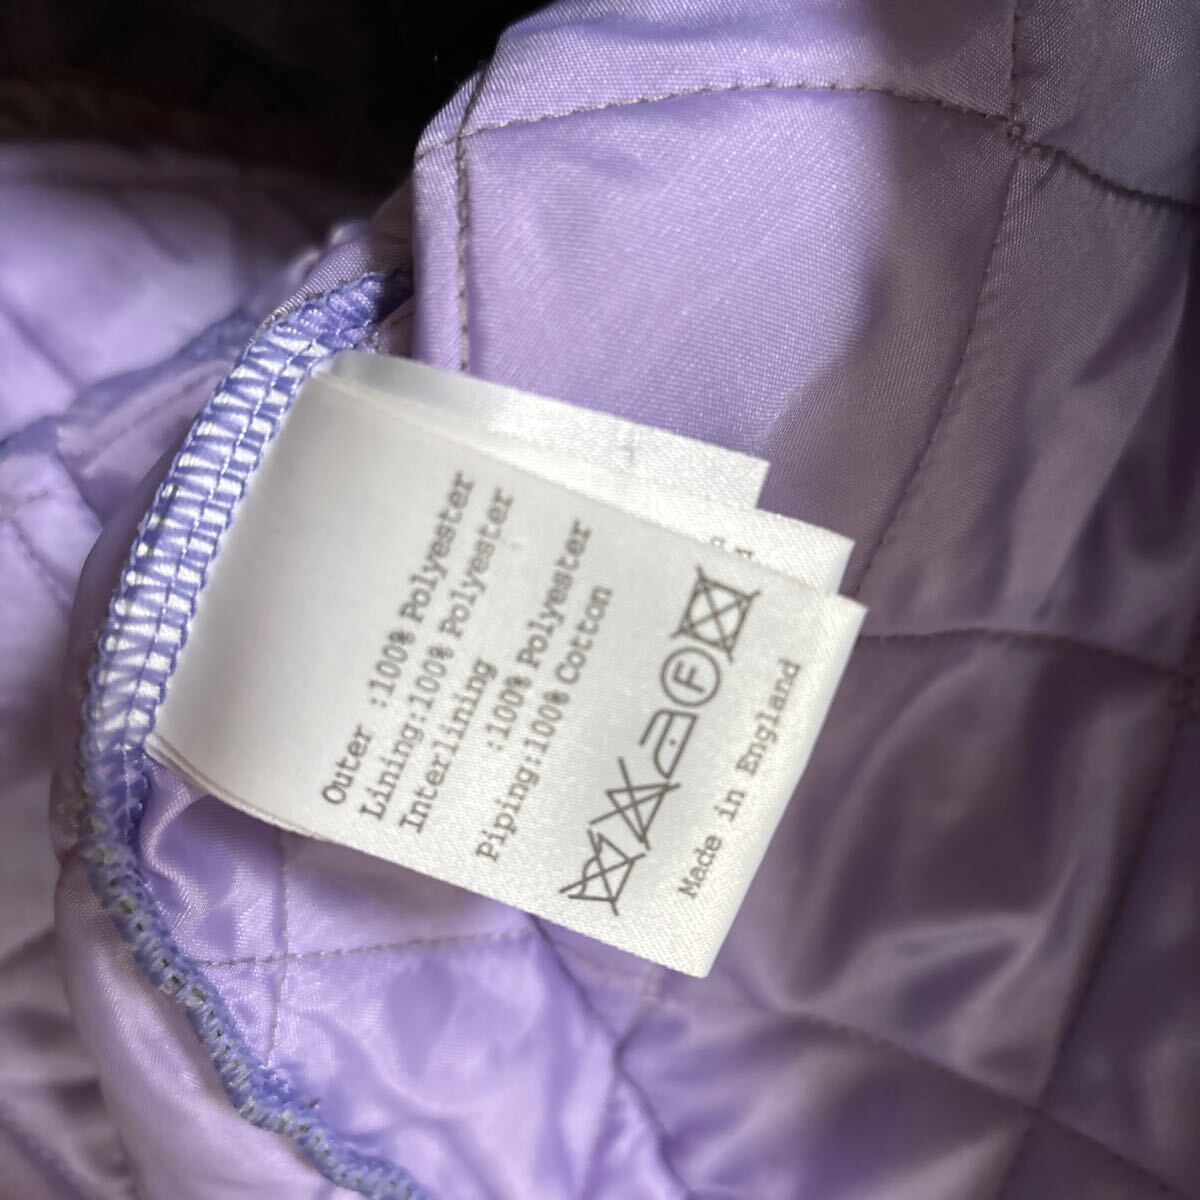 Outer :100% Polyester
Lining:100% Polyester
Interlining
:100% Polyester
Piping:100% Cotton
F
Made in England